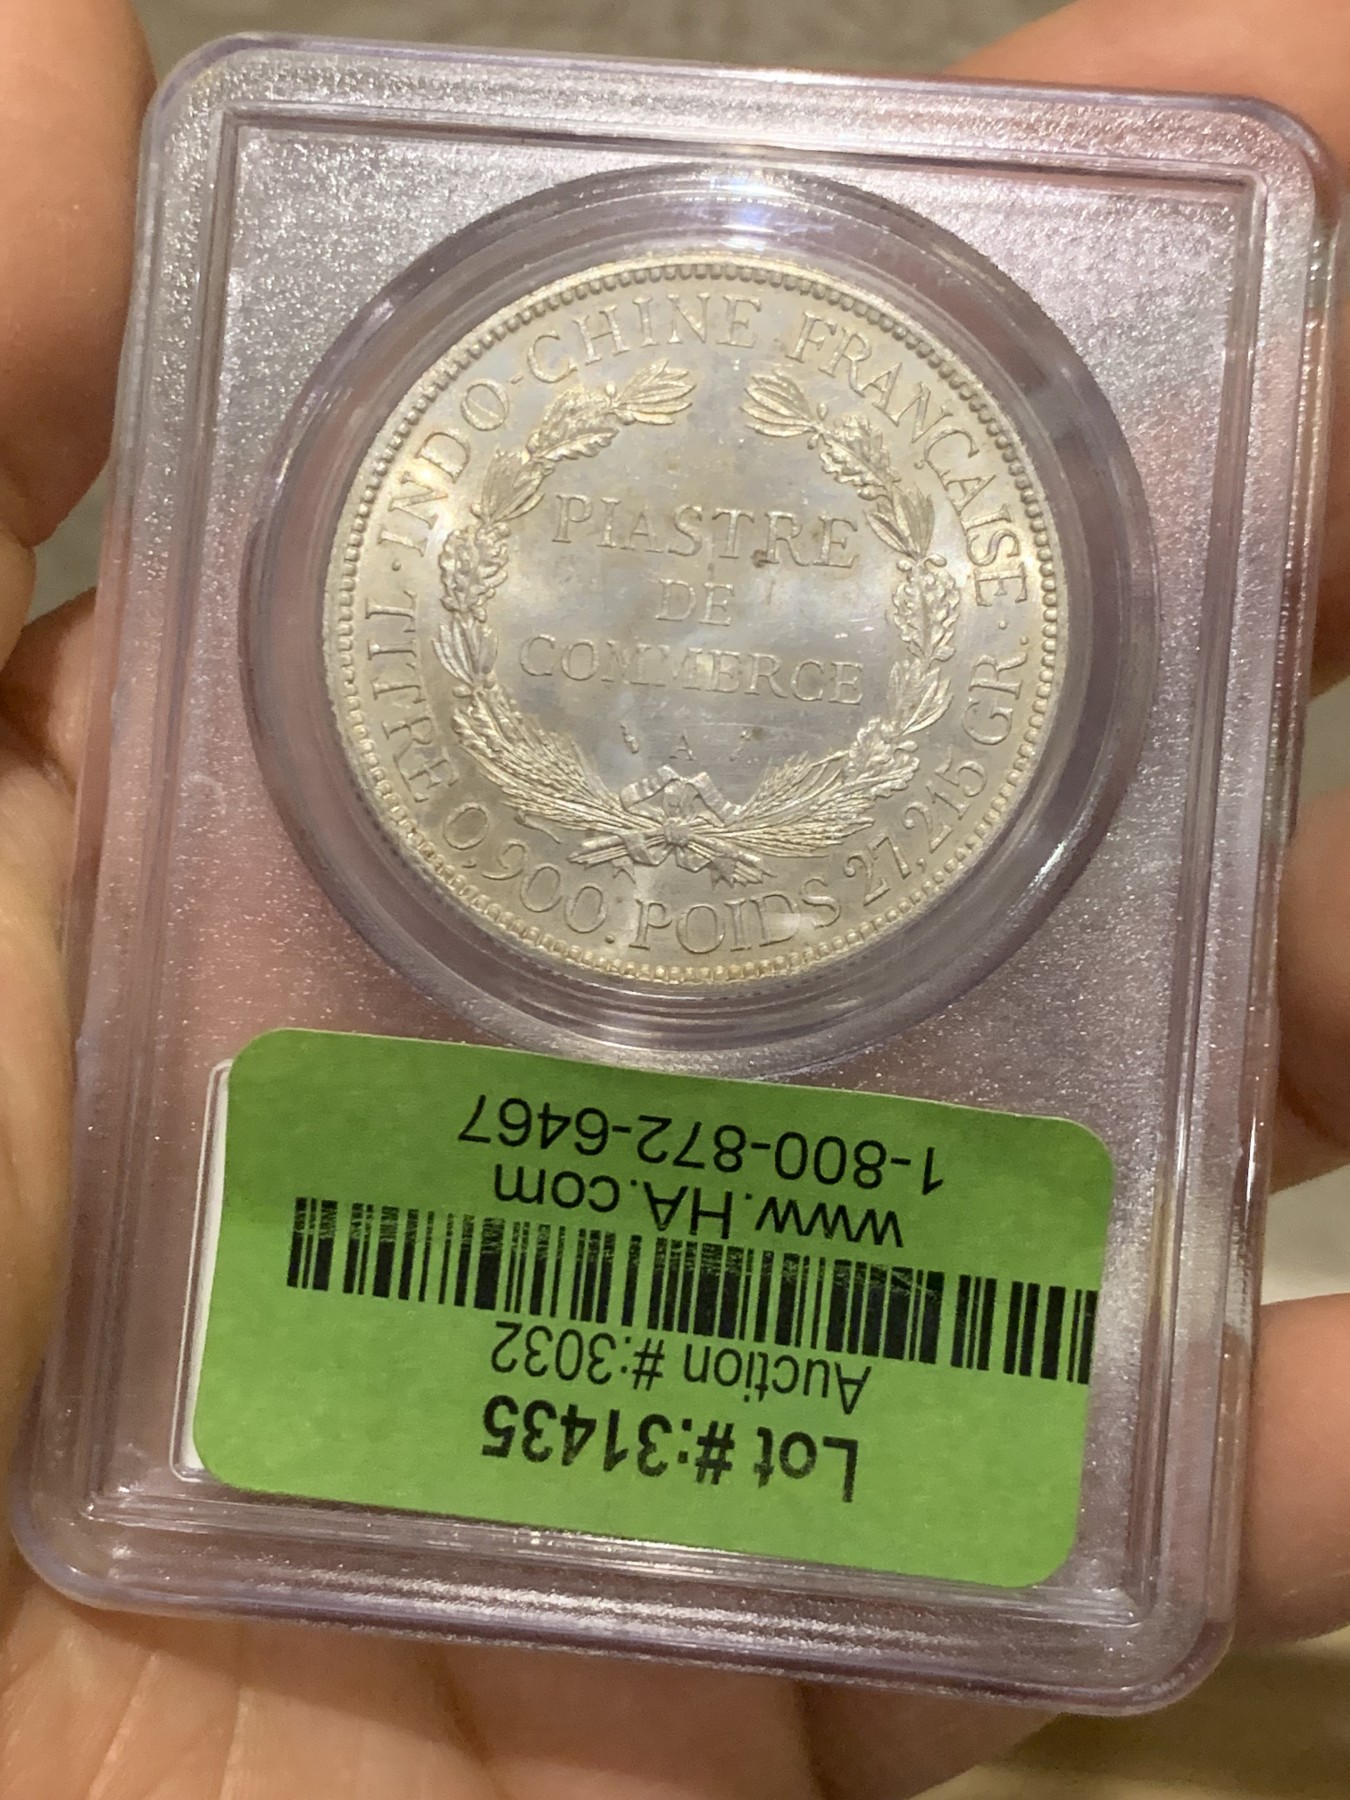 INDO-CHINE FRANÇAISE
PIASTRE
DE
COMMERCE
A
TITRE 0,900. POIDS 27,215 GR.
Lot #:31435
Auction #:3032
www.HA.com
1-800-872-6467